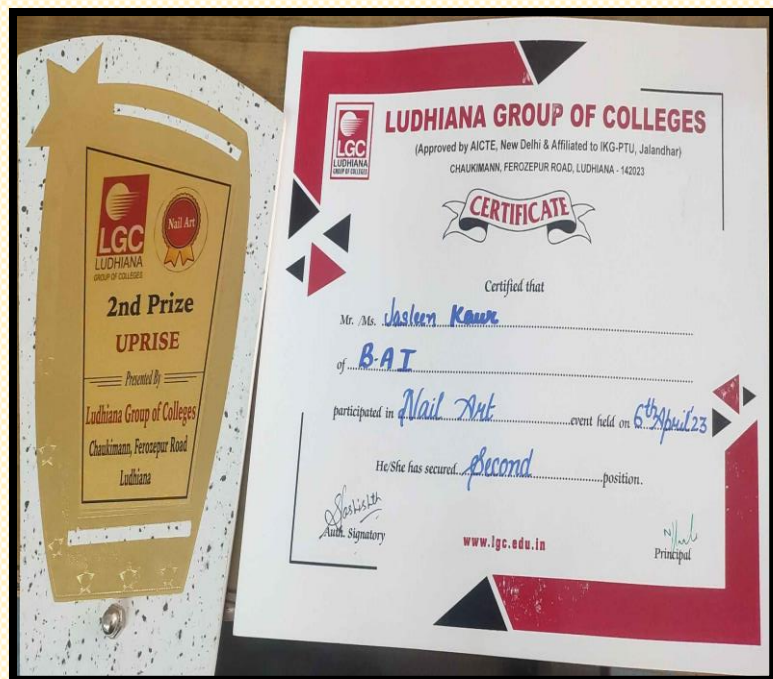 LGC
LUDHIANA
GROUP OF COLLEGES
Nail Art
2nd Prize
UPRISE
Presented By
Ludhiana Group of Colleges
Chaukimann, Ferozepur Road
Ludhiana
LGC
LUDHIANA
GROUP OF COLLEGES
LUDHIANA GROUP OF COLLEGES
(Approved by AICTE, New Delhi & Affiliated to IKG-PTU, Jalandhar)
CHAUKIMANN, FEROZEPUR ROAD, LUDHIANA - 142023
CERTIFICATE
Certified that
Mr. /Ms. Jasleen Kaur
of B.A I
participated in Nail Art event held on 6th April'23
He/She has secured Second position.
Auth. Signatory
www.lgc.edu.in
Principal